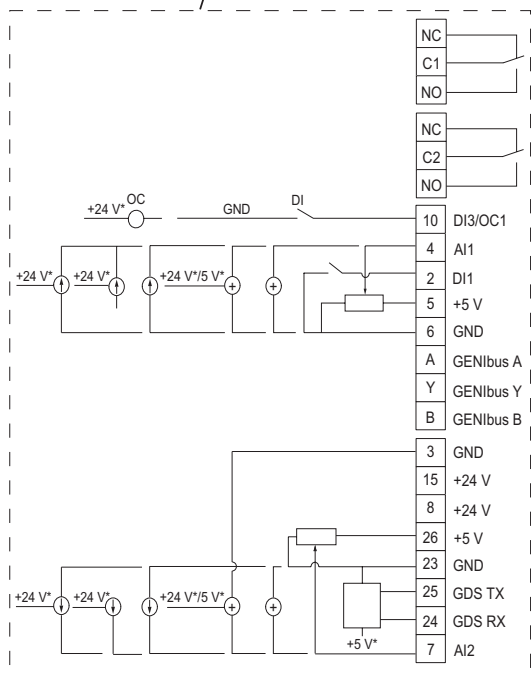 NC
C1
NO
NC
C2
NO
+24 V* OC GND DI 10 DI3/OC1
4 AI1
+24 V* +24 V* +24 V*/5 V* + + 2 DI1
5 +5 V
6 GND
A GENIbus A
Y GENIbus Y
B GENIbus B
3 GND
15 +24 V
8 +24 V
26 +5 V
23 GND
+24 V* +24 V* +24 V*/5 V* + + 25 GDS TX
24 GDS RX
+5 V* 7 AI2